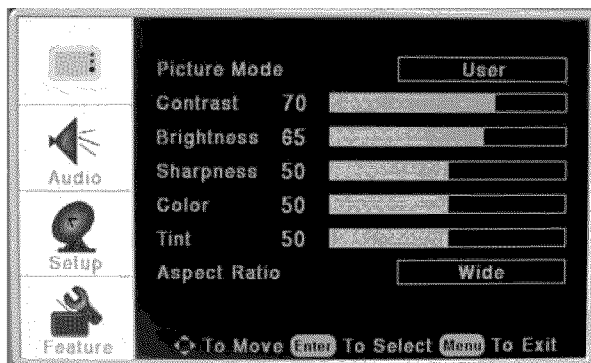 Picture Mode User
Contrast 70
Brightness 65
Sharpness 50
Color 50
Tint 50
Aspect Ratio Wide
Audio
Setup
Feature
To Move Enter To Select Menu To Exit